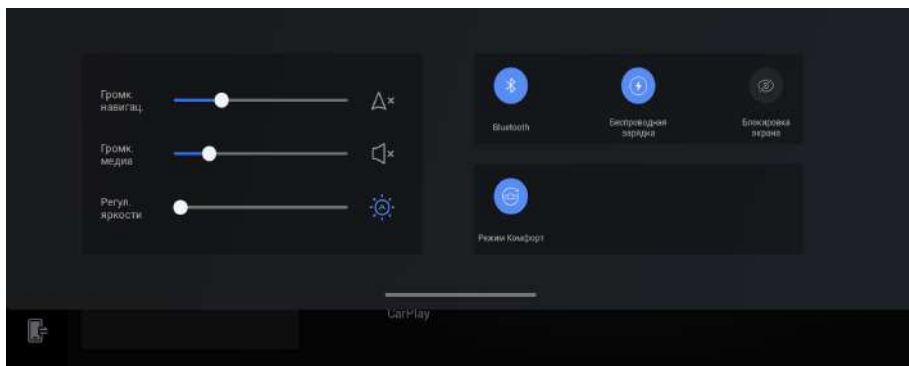 Громк.
навигац.
Громк.
медиа
Регул.
яркости
Bluetooth
Беспроводная
зарядка
Блокировка
экрана
Режим Комфорт
CarPlay